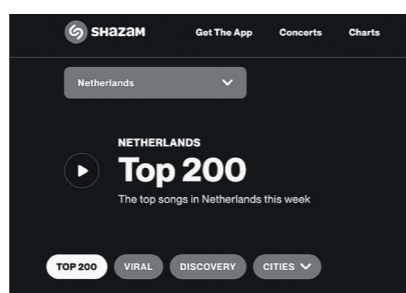 SHAZAM Get The App Concerts Charts
Netherlands
NETHERLANDS
Top 200
The top songs in Netherlands this week
TOP 200 VIRAL DISCOVERY CITIES